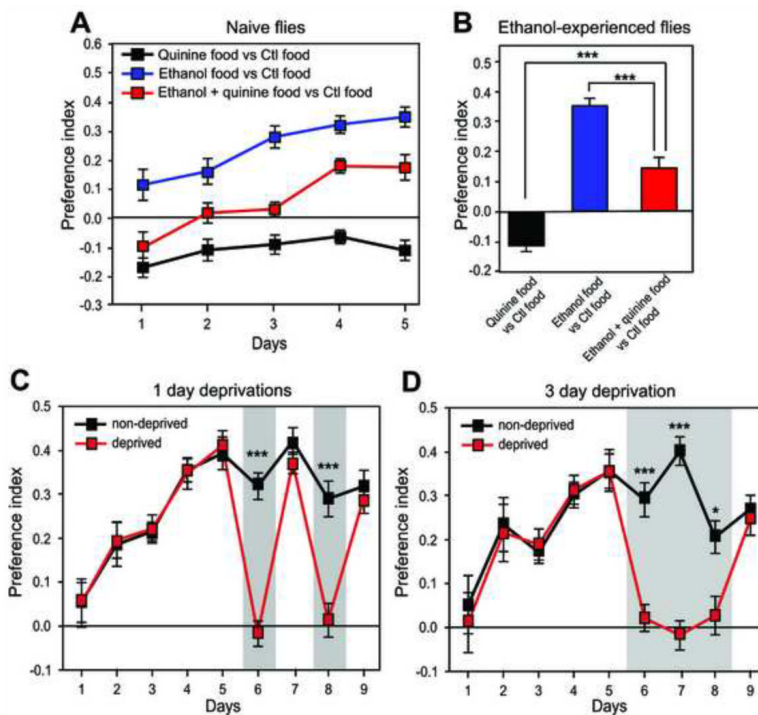 A
Naive flies
Quinine food vs Ctl food
Ethanol food vs Ctl food
Ethanol + quinine food vs Ctl food
Preference index
0.6
0.5
0.4
0.3
0.2
0.1
0.0
-0.1
-0.2
-0.3
1 2 3 4 5
Days
B
Ethanol-experienced flies
***
***
Preference index
0.5
0.4
0.3
0.2
0.1
0.0
-0.1
-0.2
Quinine food
vs Ctl food
Ethanol food
vs Ctl food
Ethanol + quinine food
vs Ctl food
C
1 day deprivations
non-deprived
deprived
***
***
Preference index
0.5
0.4
0.3
0.2
0.1
0.0
-0.1
1 2 3 4 5 6 7 8 9
Days
D
3 day deprivation
non-deprived
deprived
***
***
*
Preference index
0.5
0.4
0.3
0.2
0.1
0.0
-0.1
1 2 3 4 5 6 7 8 9
Days